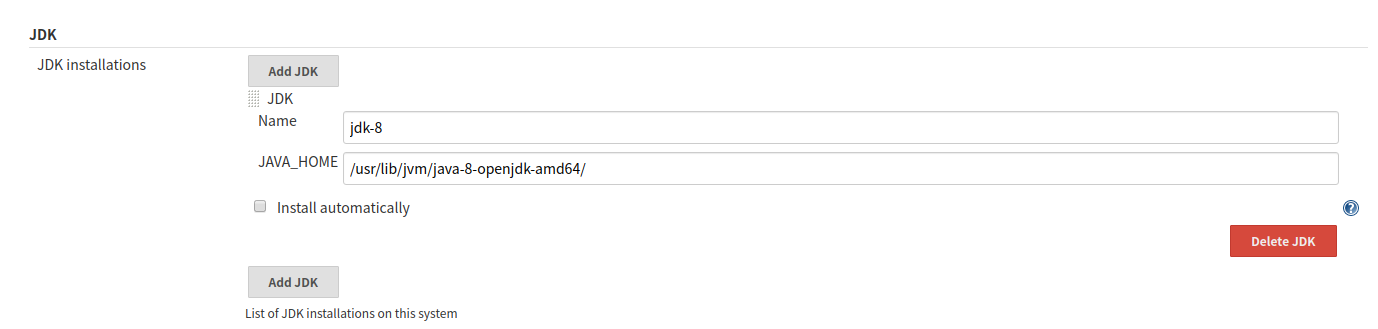 JDK
JDK installations
Add JDK
JDK
Name
jdk-8
JAVA_HOME
/usr/lib/jvm/java-8-openjdk-amd64/
Install automatically
?
Delete JDK
Add JDK
List of JDK installations on this system